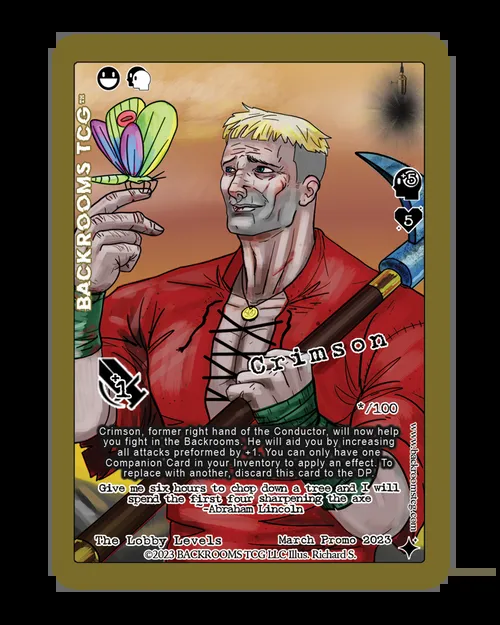 BACKROOMS TCG™
5
5
Crimson
+1
*/100
Crimson, former right hand of the Conductor, will now help
you fight in the Backrooms. He will aid you by increasing
all attacks preformed by +1. You can only have one
Companion Card in your Inventory to apply an effect. To
replace with another, discard this card to the DP.
Give me six hours to chop down a tree and I will
spend the first four sharpening the axe
~Abraham Lincoln
www.backroomstcg.com
The Lobby Levels March Promo 2023
©2023 BACKROOMS TCG LLC Illus. Richard S.